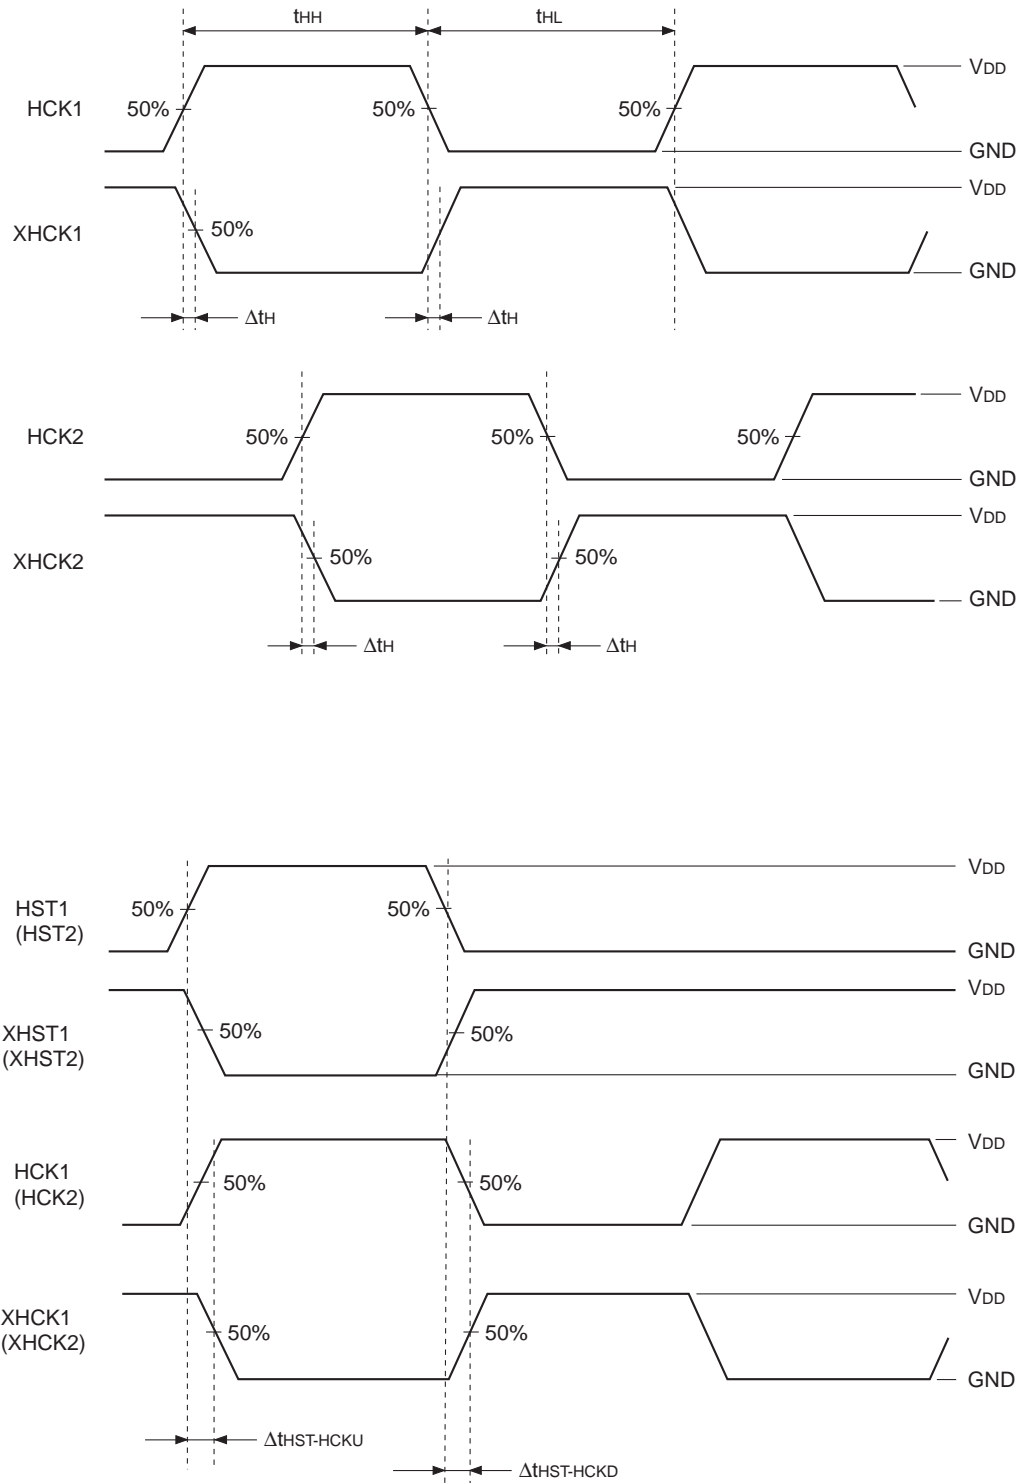 tHH tHL
VDD
HCK1 50% 50% 50%
GND
VDD
XHCK1 50%
GND
ΔtH ΔtH
VDD
HCK2 50% 50% 50%
GND
VDD
XHCK2 50% 50%
GND
ΔtH ΔtH
VDD
HST1 50% 50%
(HST2)
GND
VDD
XHST1 50% 50%
(XHST2)
GND
VDD
HCK1 50% 50%
(HCK2)
GND
VDD
XHCK1 50% 50%
(XHCK2)
GND
ΔtHST-HCKU
ΔtHST-HCKD